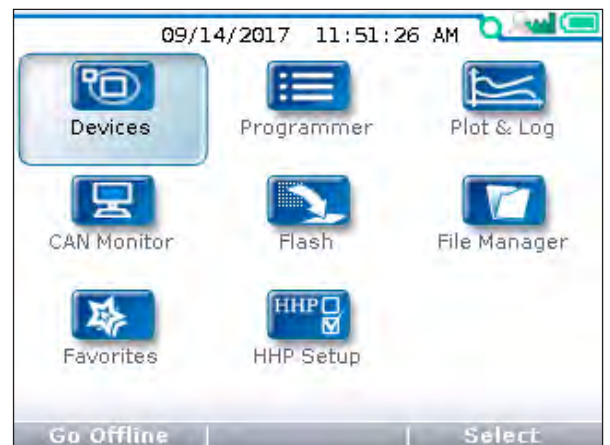 09/14/2017 11:51:26 AM
Devices
Programmer
Plot & Log
CAN Monitor
Flash
File Manager
HHP
Favorites
HHP Setup
Go Offline
Select